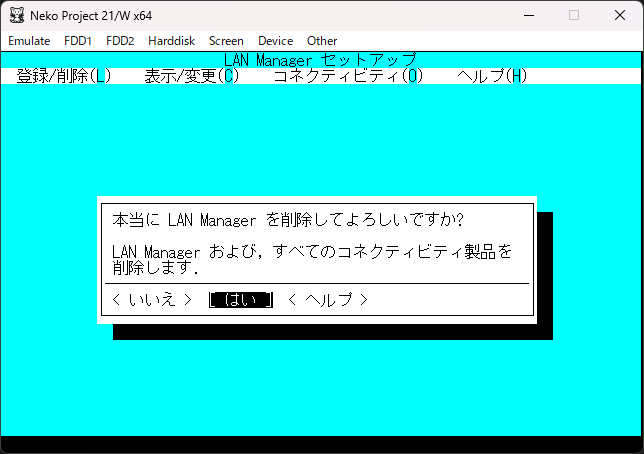 Neko Project 21/W x64
Emulate FDD1 FDD2 Harddisk Screen Device Other
LAN Manager セットアップ
登録/削除(L) 表示/変更(C) コネクティビティ(O) ヘルプ(H)
本当に LAN Manager を削除してよろしいですか?
LAN Manager および，すべてのコネクティビティ製品を
削除します．
< いいえ > [ はい ] < ヘルプ >